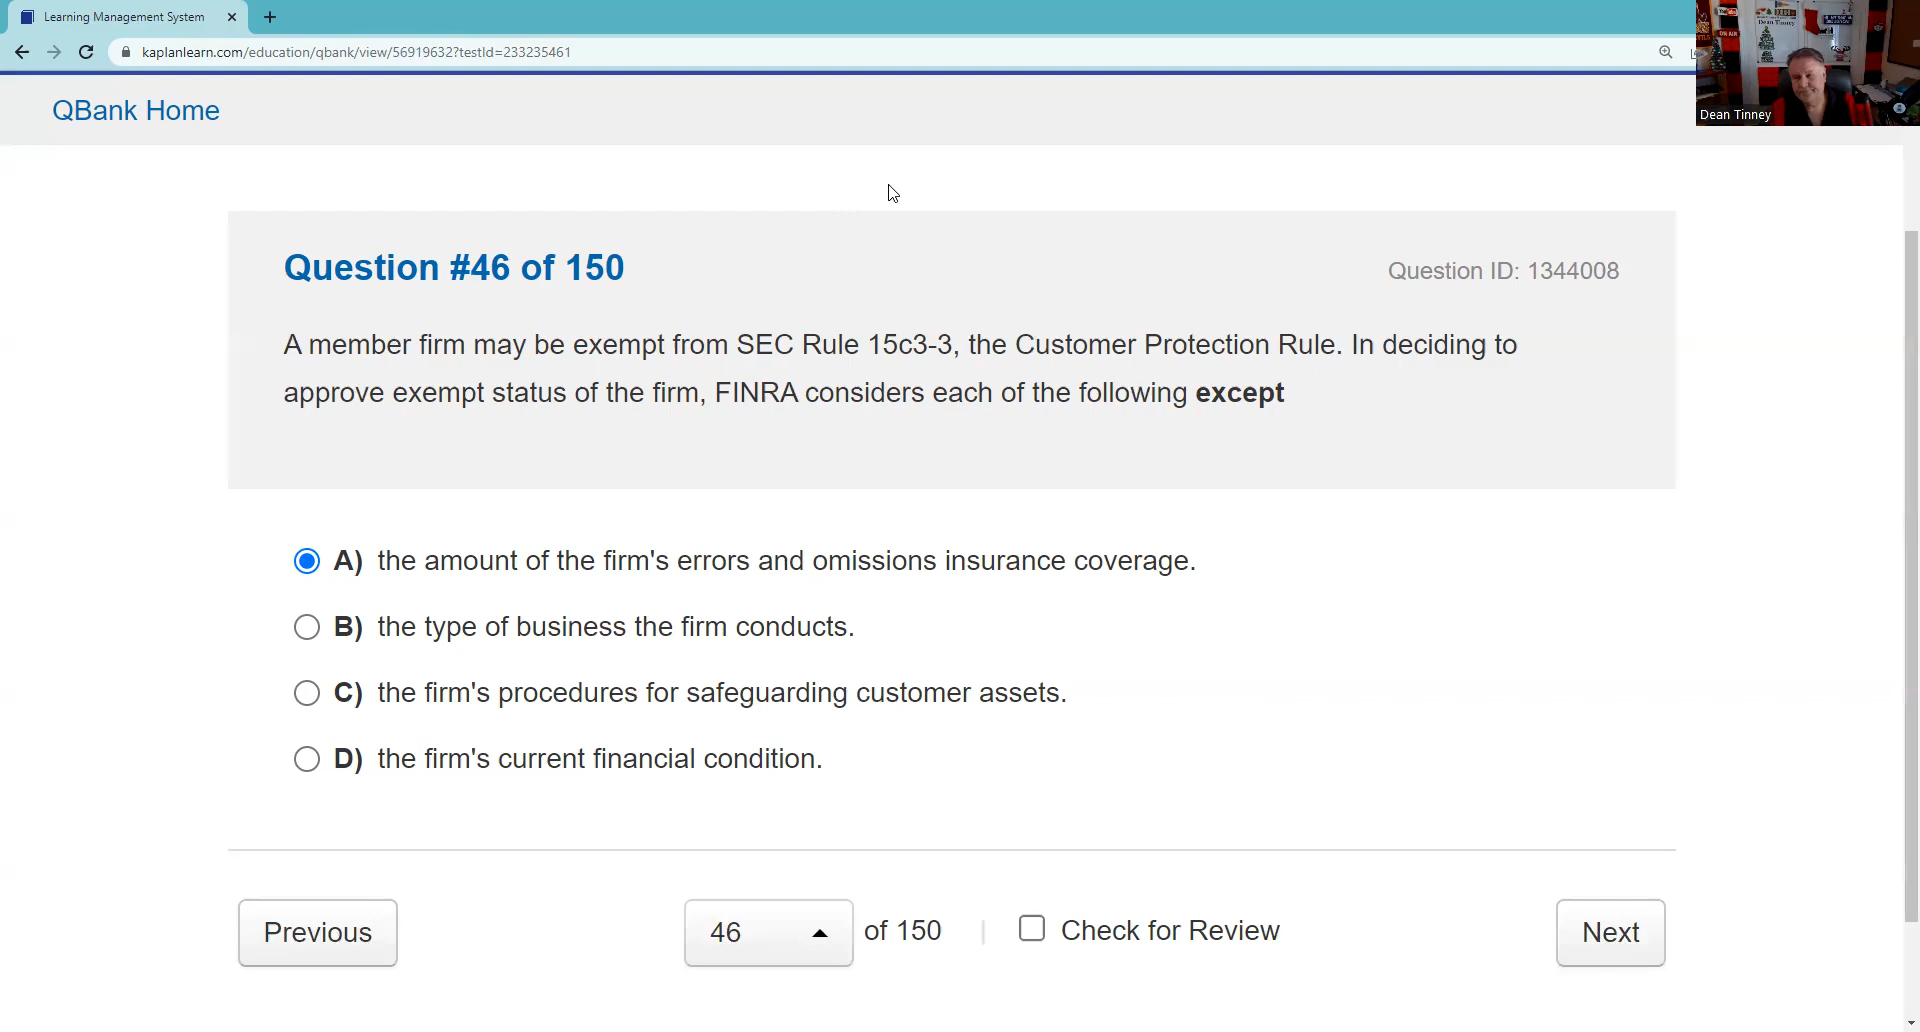 Learning Management System
kaplanlearn.com/education/qbank/view/56919632?testId=233235461
QBank Home
Dean Tinney
Question #46 of 150
Question ID: 1344008
A member firm may be exempt from SEC Rule 15c3-3, the Customer Protection Rule. In deciding to
approve exempt status of the firm, FINRA considers each of the following except
A) the amount of the firm's errors and omissions insurance coverage.
B) the type of business the firm conducts.
C) the firm's procedures for safeguarding customer assets.
D) the firm's current financial condition.
Previous
46
of 150
Check for Review
Next